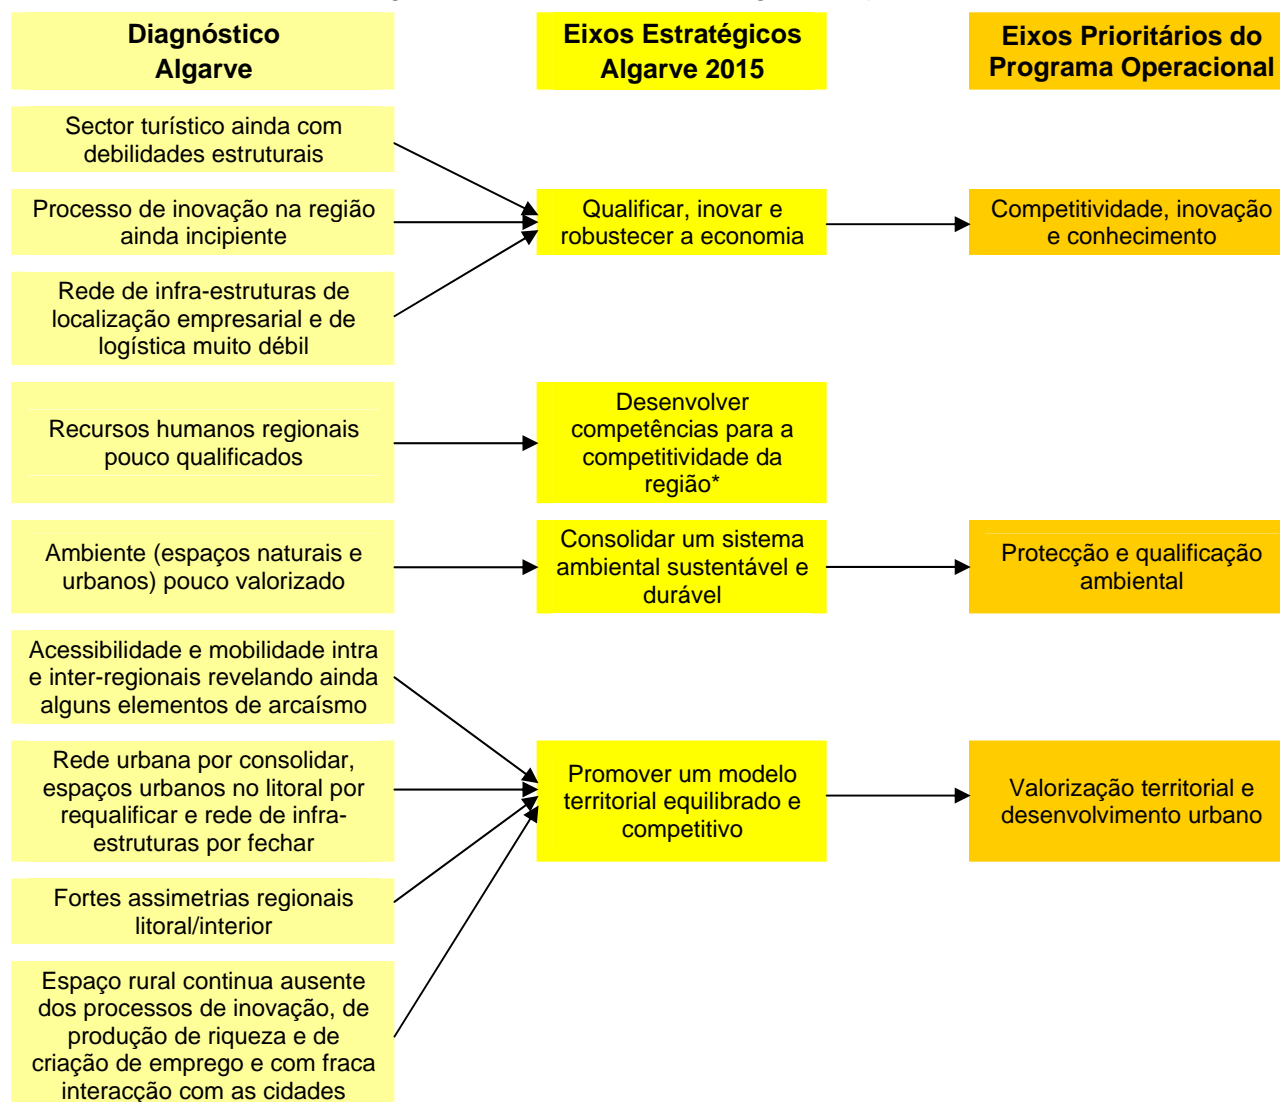 Diagnóstico
Algarve
Eixos Estratégicos
Algarve 2015
Eixos Prioritários do
Programa Operacional
Sector turístico ainda com
debilidades estruturais
Processo de inovação na região
ainda incipiente
Qualificar, inovar e
robustecer a economia
Competitividade, inovação
e conhecimento
Rede de infra-estruturas de
localização empresarial e de
logística muito débil
Recursos humanos regionais
pouco qualificados
Desenvolver
competências para a
competitividade da
região*
Ambiente (espaços naturais e
urbanos) pouco valorizado
Consolidar um sistema
ambiental sustentável e
durável
Protecção e qualificação
ambiental
Acessibilidade e mobilidade intra
e inter-regionais revelando ainda
alguns elementos de arcaísmo
Rede urbana por consolidar,
espaços urbanos no litoral por
requalificar e rede de infra-
estruturas por fechar
Promover um modelo
territorial equilibrado e
competitivo
Valorização territorial e
desenvolvimento urbano
Fortes assimetrias regionais
litoral/interior
Espaço rural continua ausente
dos processos de inovação, de
produção de riqueza e de
criação de emprego e com fraca
interacção com as cidades